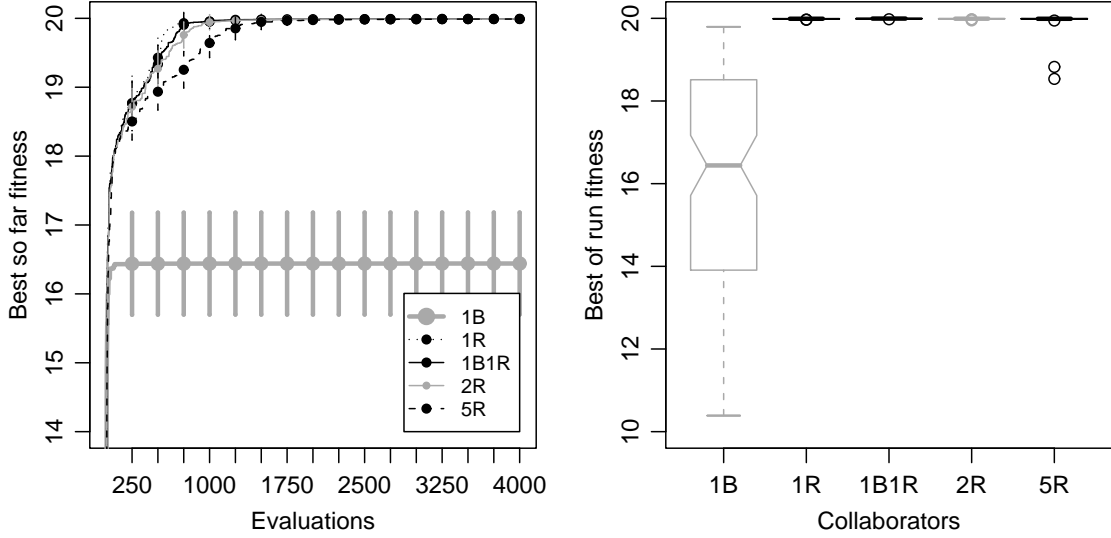 Best so far fitness
20
19
18
17
16
15
14
250 1000 1750 2500 3250 4000
Evaluations
1B
1R
1B1R
2R
5R
Best of run fitness
20
18
16
14
12
10
1B 1R 1B1R 2R 5R
Collaborators